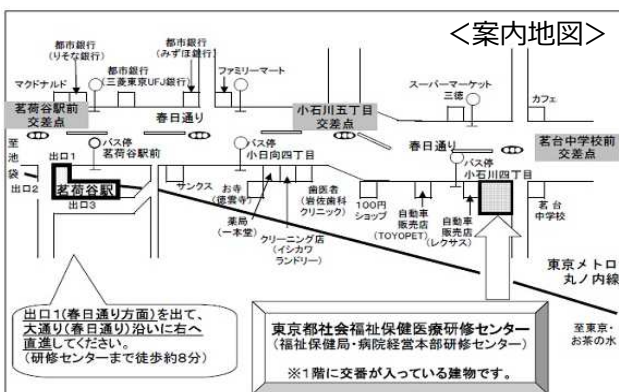 ＜案内地図＞
都市銀行
(りそな銀行)
都市銀行
(みずほ銀行)
マクドナルド
都市銀行
(三菱東京UFJ銀行)
ファミリーマート
スーパーマーケット
三徳
カフェ
茗荷谷駅前
交差点
春日通り
小石川五丁目
交差点
春日通り
茗台中学校前
交差点
至池袋
バス停
茗荷谷駅前
バス停
小日向四丁目
バス停
小石川四丁目
出口1
出口2
茗荷谷駅
出口3
サンクス
お寺
(徳雲寺)
薬局
(一本堂)
クリーニング店
(イシカワ
ランドリー)
歯医者
(岩佐歯科
クリニック)
100円
ショップ
自動車
販売店
(TOYOPET)
自動車
販売店
(レクサス)
茗台
中学校
東京メトロ
丸ノ内線
至東京・
お茶の水
出口1(春日通り方面)を出て、
大通り(春日通り)沿いに右へ
直進してください。
(研修センターまで徒歩約8分)
東京都社会福祉保健医療研修センター
(福祉保健局・病院経営本部研修センター)
※1階に交番が入っている建物です。